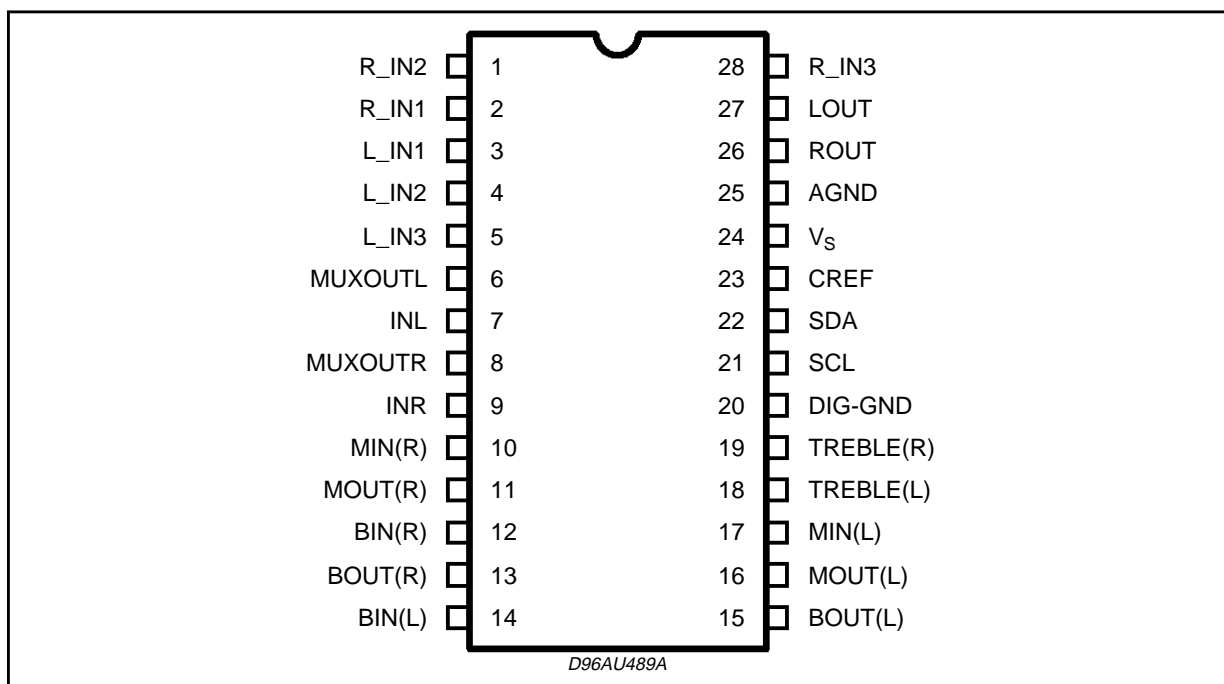 R_IN2 1 28 R_IN3
R_IN1 2 27 LOUT
L_IN1 3 26 ROUT
L_IN2 4 25 AGND
L_IN3 5 24 VS
MUXOUTL 6 23 CREF
INL 7 22 SDA
MUXOUTR 8 21 SCL
INR 9 20 DIG-GND
MIN(R) 10 19 TREBLE(R)
MOUT(R) 11 18 TREBLE(L)
BIN(R) 12 17 MIN(L)
BOUT(R) 13 16 MOUT(L)
BIN(L) 14 15 BOUT(L)
D96AU489A